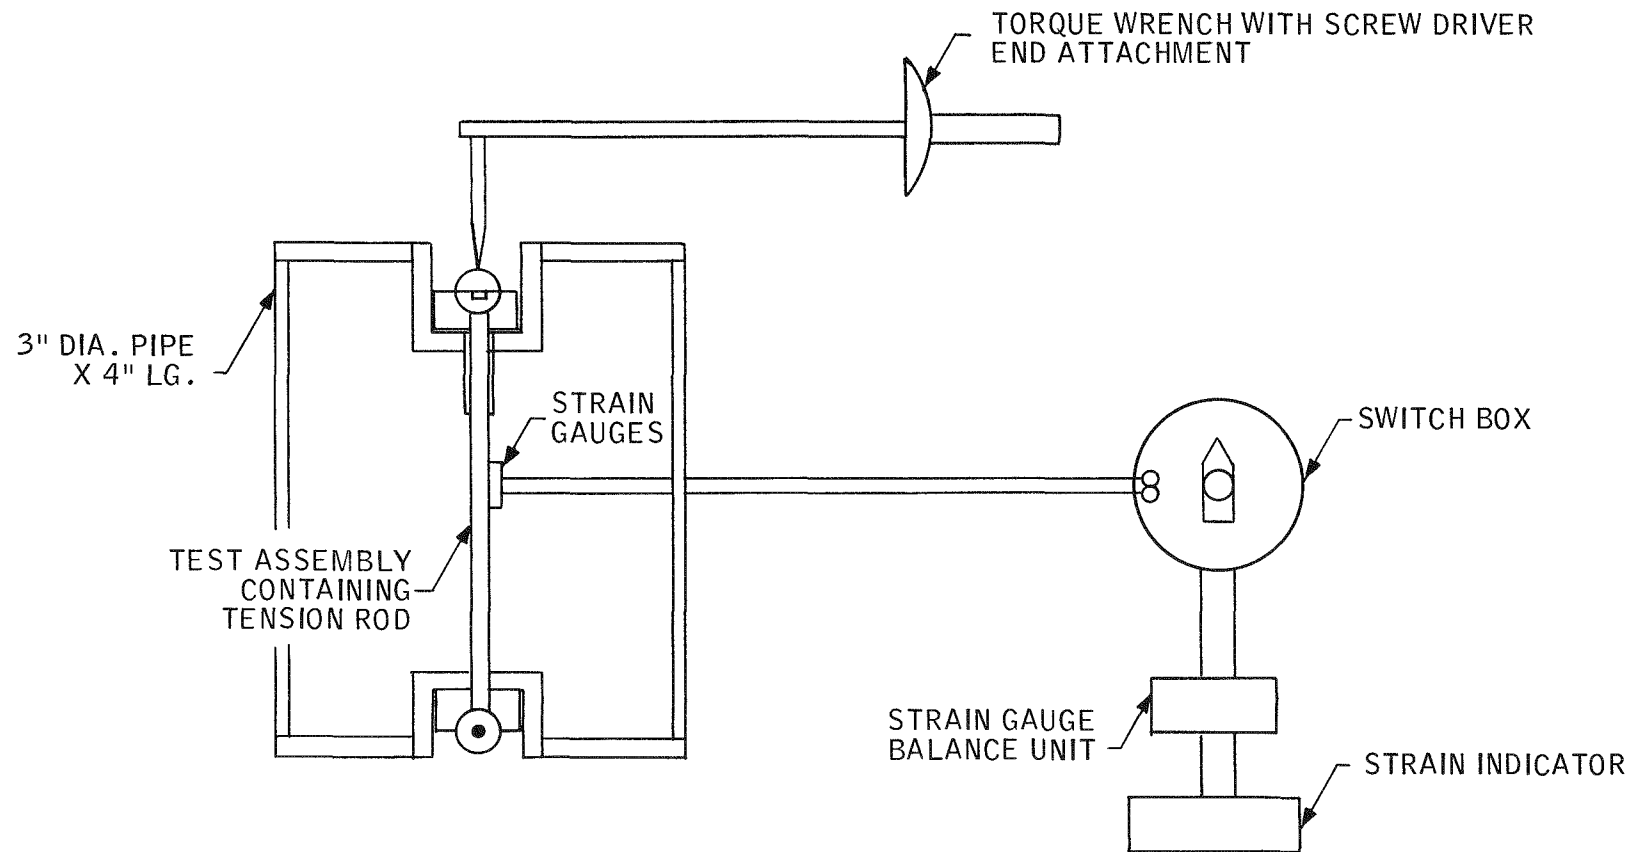 TORQUE WRENCH WITH SCREW DRIVER
END ATTACHMENT
3" DIA. PIPE
X 4" LG.
STRAIN
GAUGES
SWITCH BOX
TEST ASSEMBLY
CONTAINING
TENSION ROD
STRAIN GAUGE
BALANCE UNIT
STRAIN INDICATOR